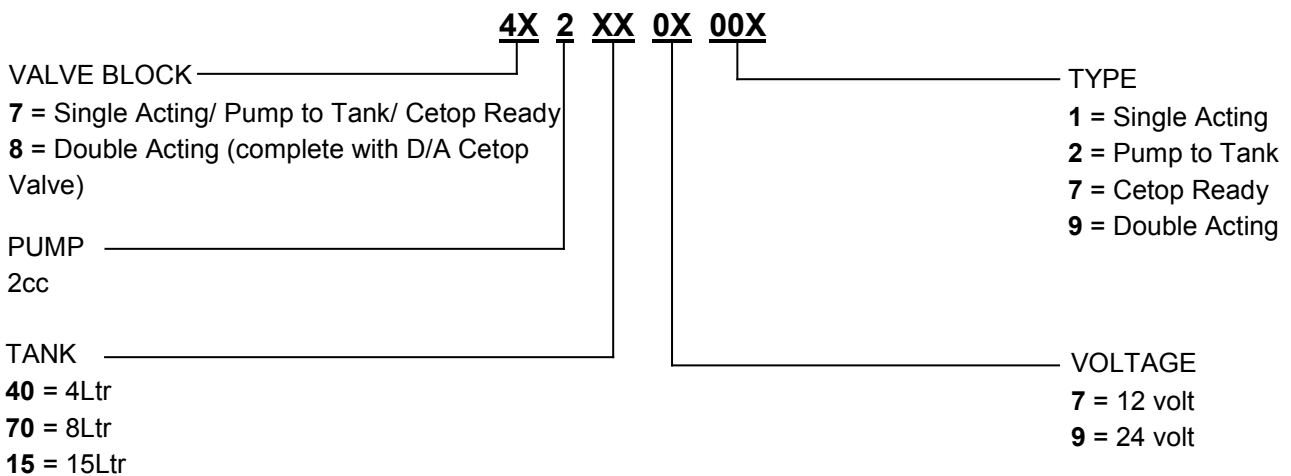 4X 2 XX 0X 00X
VALVE BLOCK
7 = Single Acting/ Pump to Tank/ Cetop Ready
8 = Double Acting (complete with D/A Cetop
Valve)
PUMP
2cc
TANK
40 = 4Ltr
70 = 8Ltr
15 = 15Ltr
TYPE
1 = Single Acting
2 = Pump to Tank
7 = Cetop Ready
9 = Double Acting
VOLTAGE
7 = 12 volt
9 = 24 volt